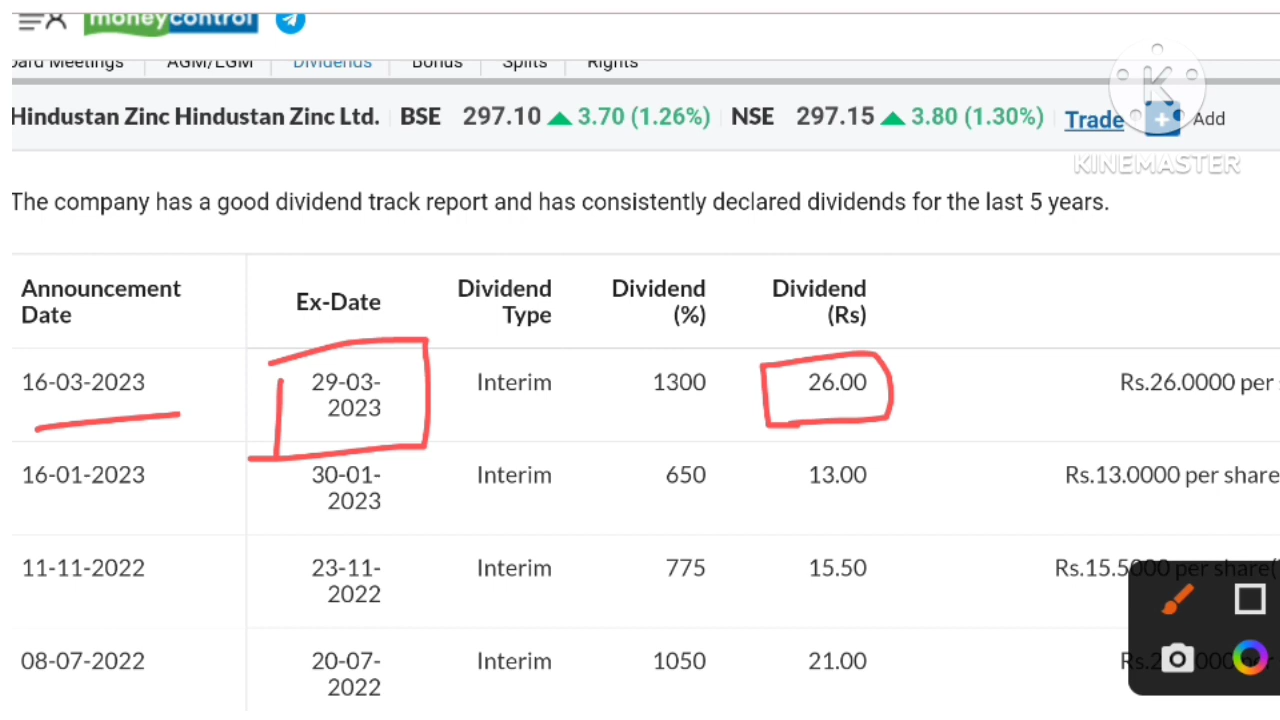 moneycontrol
ard Meetings AGM/EGM Dividends Bonus Splits Rights
Hindustan Zinc Hindustan Zinc Ltd. BSE 297.10 3.70 (1.26%) NSE 297.15 3.80 (1.30%) Trade + Add
K
KINEMASTER
The company has a good dividend track report and has consistently declared dividends for the last 5 years.
Announcement Date Ex-Date Dividend Type Dividend (%) Dividend (Rs)
16-03-2023 29-03-2023 Interim 1300 26.00 Rs.26.0000 per
16-01-2023 30-01-2023 Interim 650 13.00 Rs.13.0000 per share
11-11-2022 23-11-2022 Interim 775 15.50 Rs.15.5000 per share(
08-07-2022 20-07-2022 Interim 1050 21.00